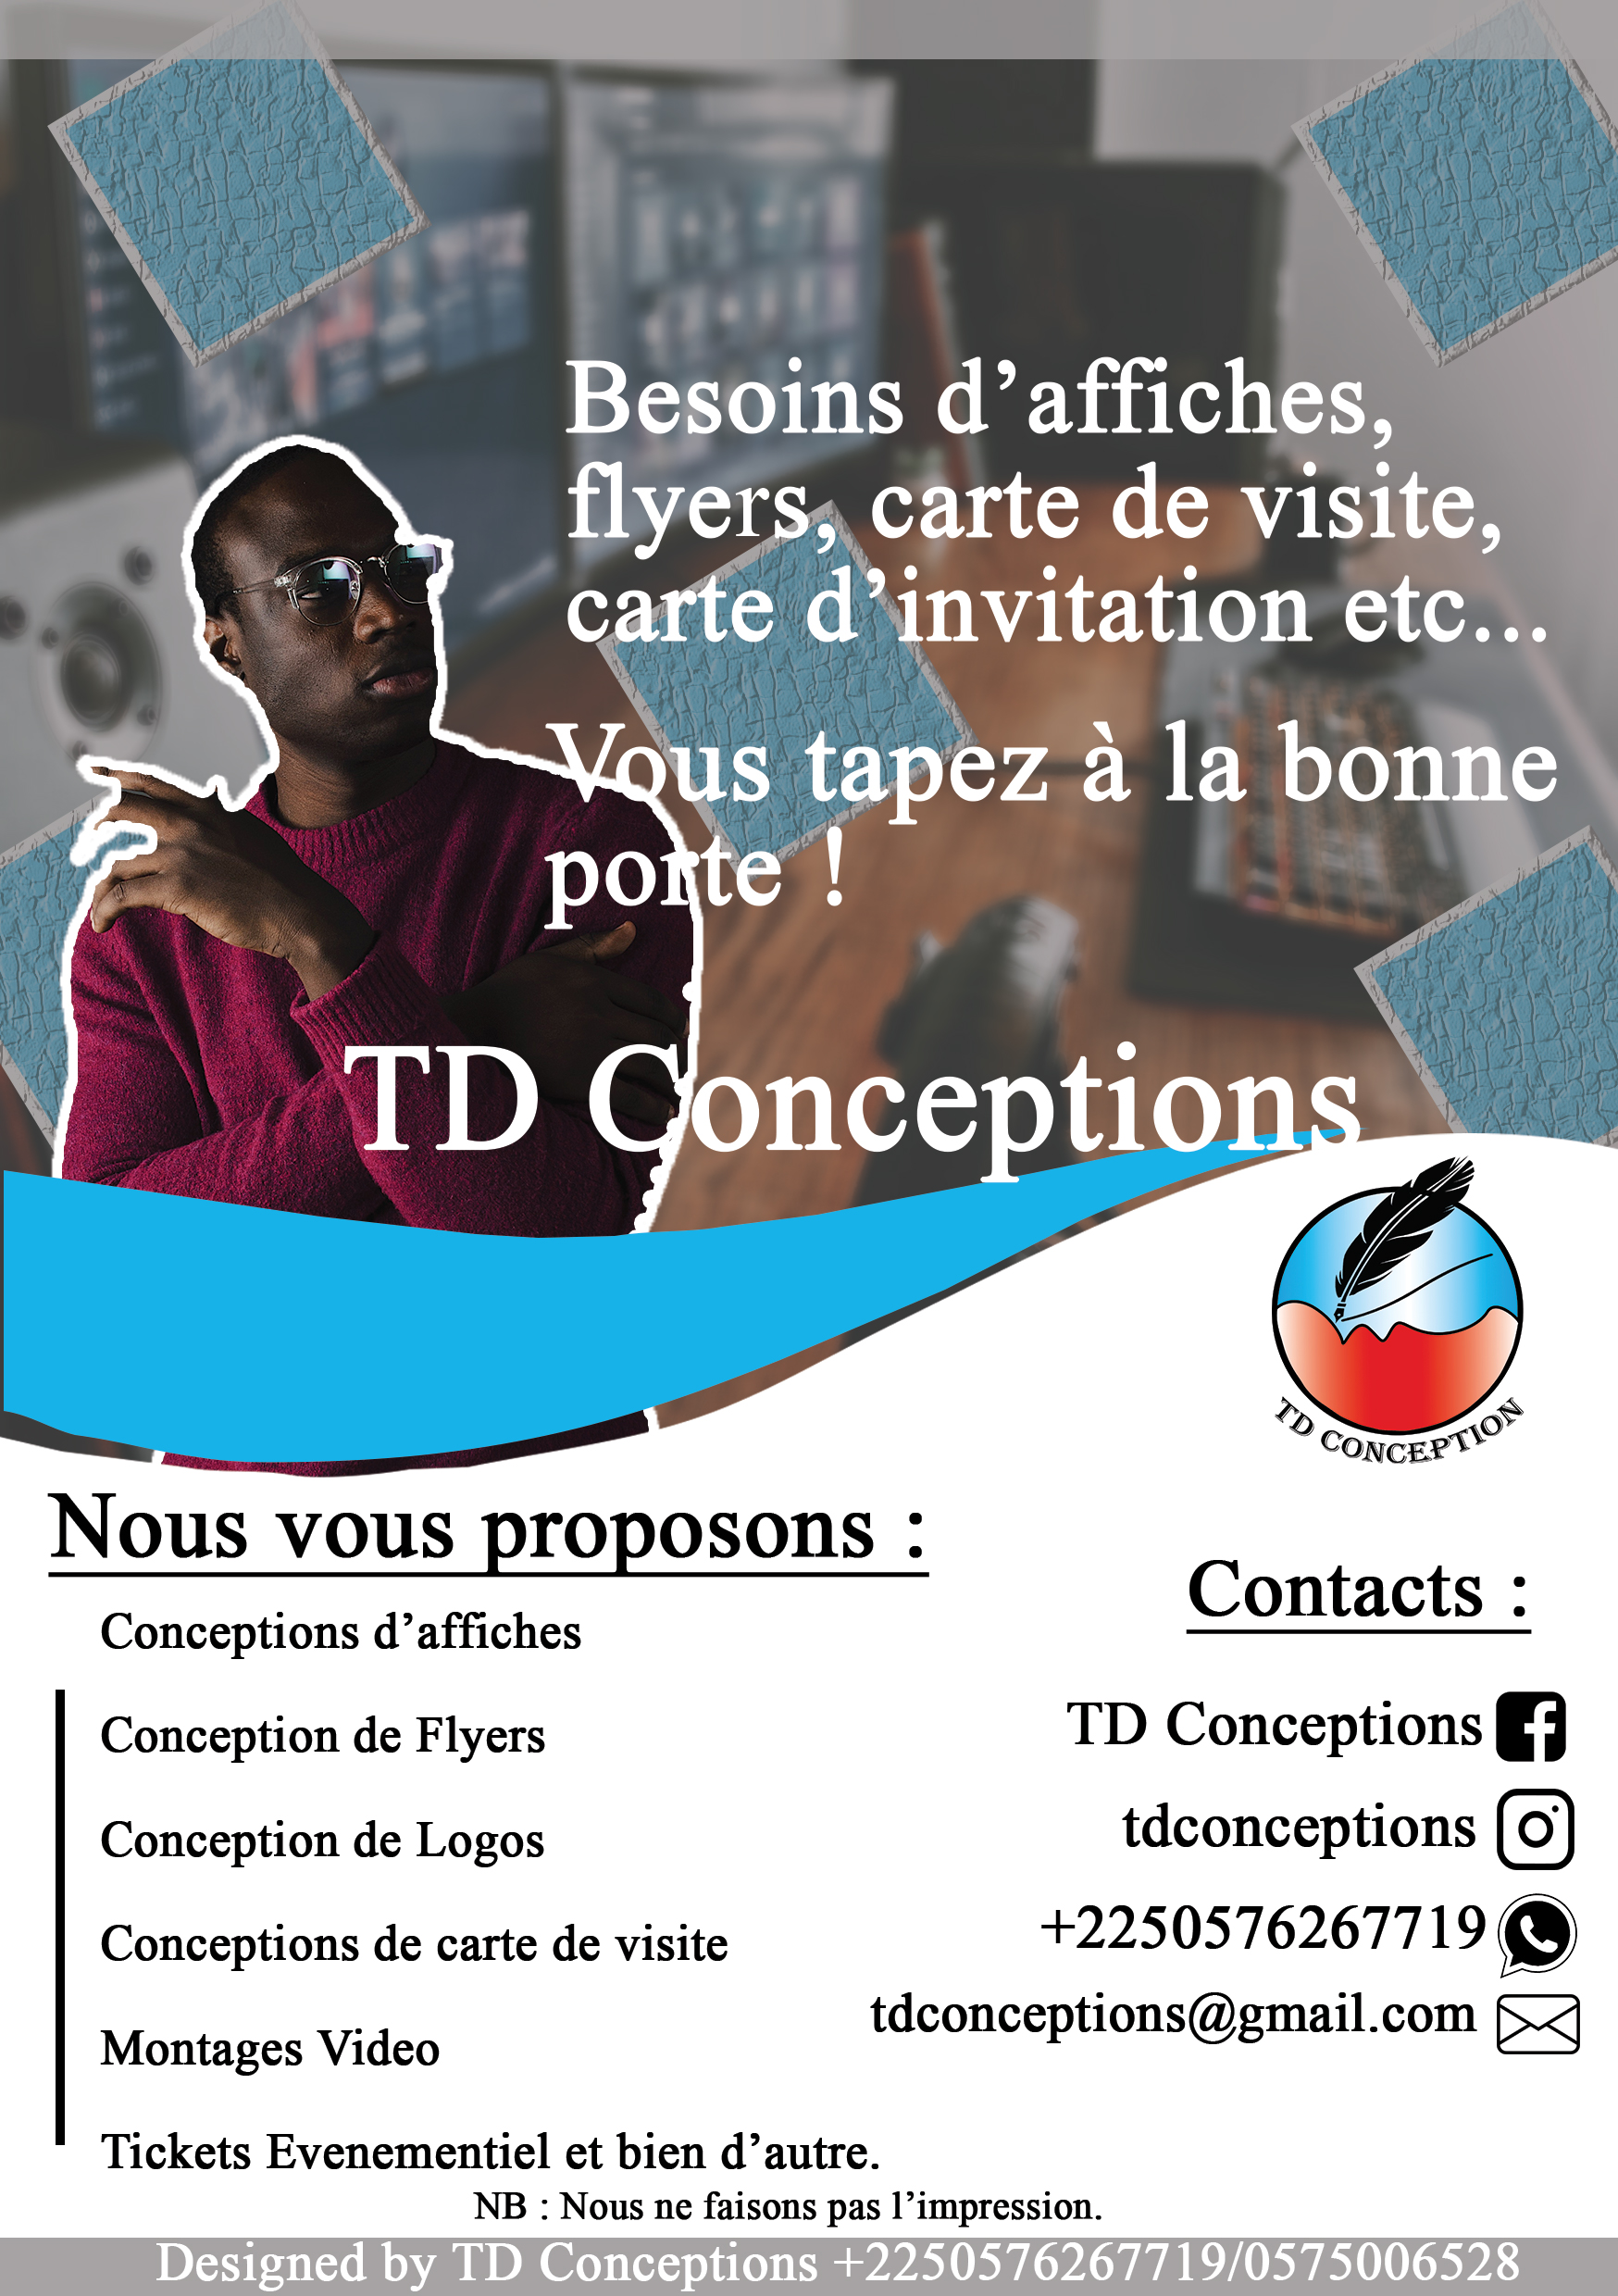 Besoins d’affiches,
flyers, carte de visite,
carte d’invitation etc...
Vous tapez à la bonne
porte !
TD Conceptions
TD CONCEPTION
Nous vous proposons :
Conceptions d’affiches
Conception de Flyers
Conception de Logos
Conceptions de carte de visite
Montages Video
Tickets Evenementiel et bien d’autre.
Contacts :
TD Conceptions
tdconceptions
+2250576267719
tdconceptions@gmail.com
NB : Nous ne faisons pas l’impression.
Designed by TD Conceptions +2250576267719/0575006528